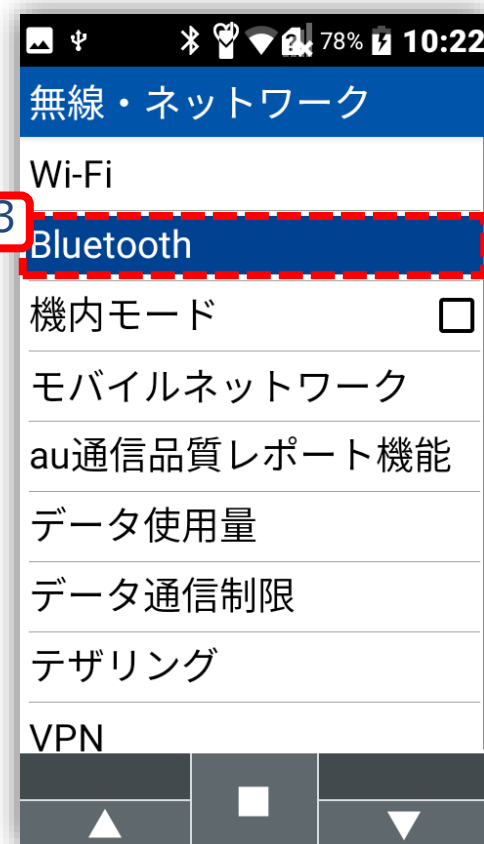 78% 10:22
無線・ネットワーク
Wi-Fi
3
Bluetooth
機内モード
モバイルネットワーク
au通信品質レポート機能
データ使用量
データ通信制限
テザリング
VPN